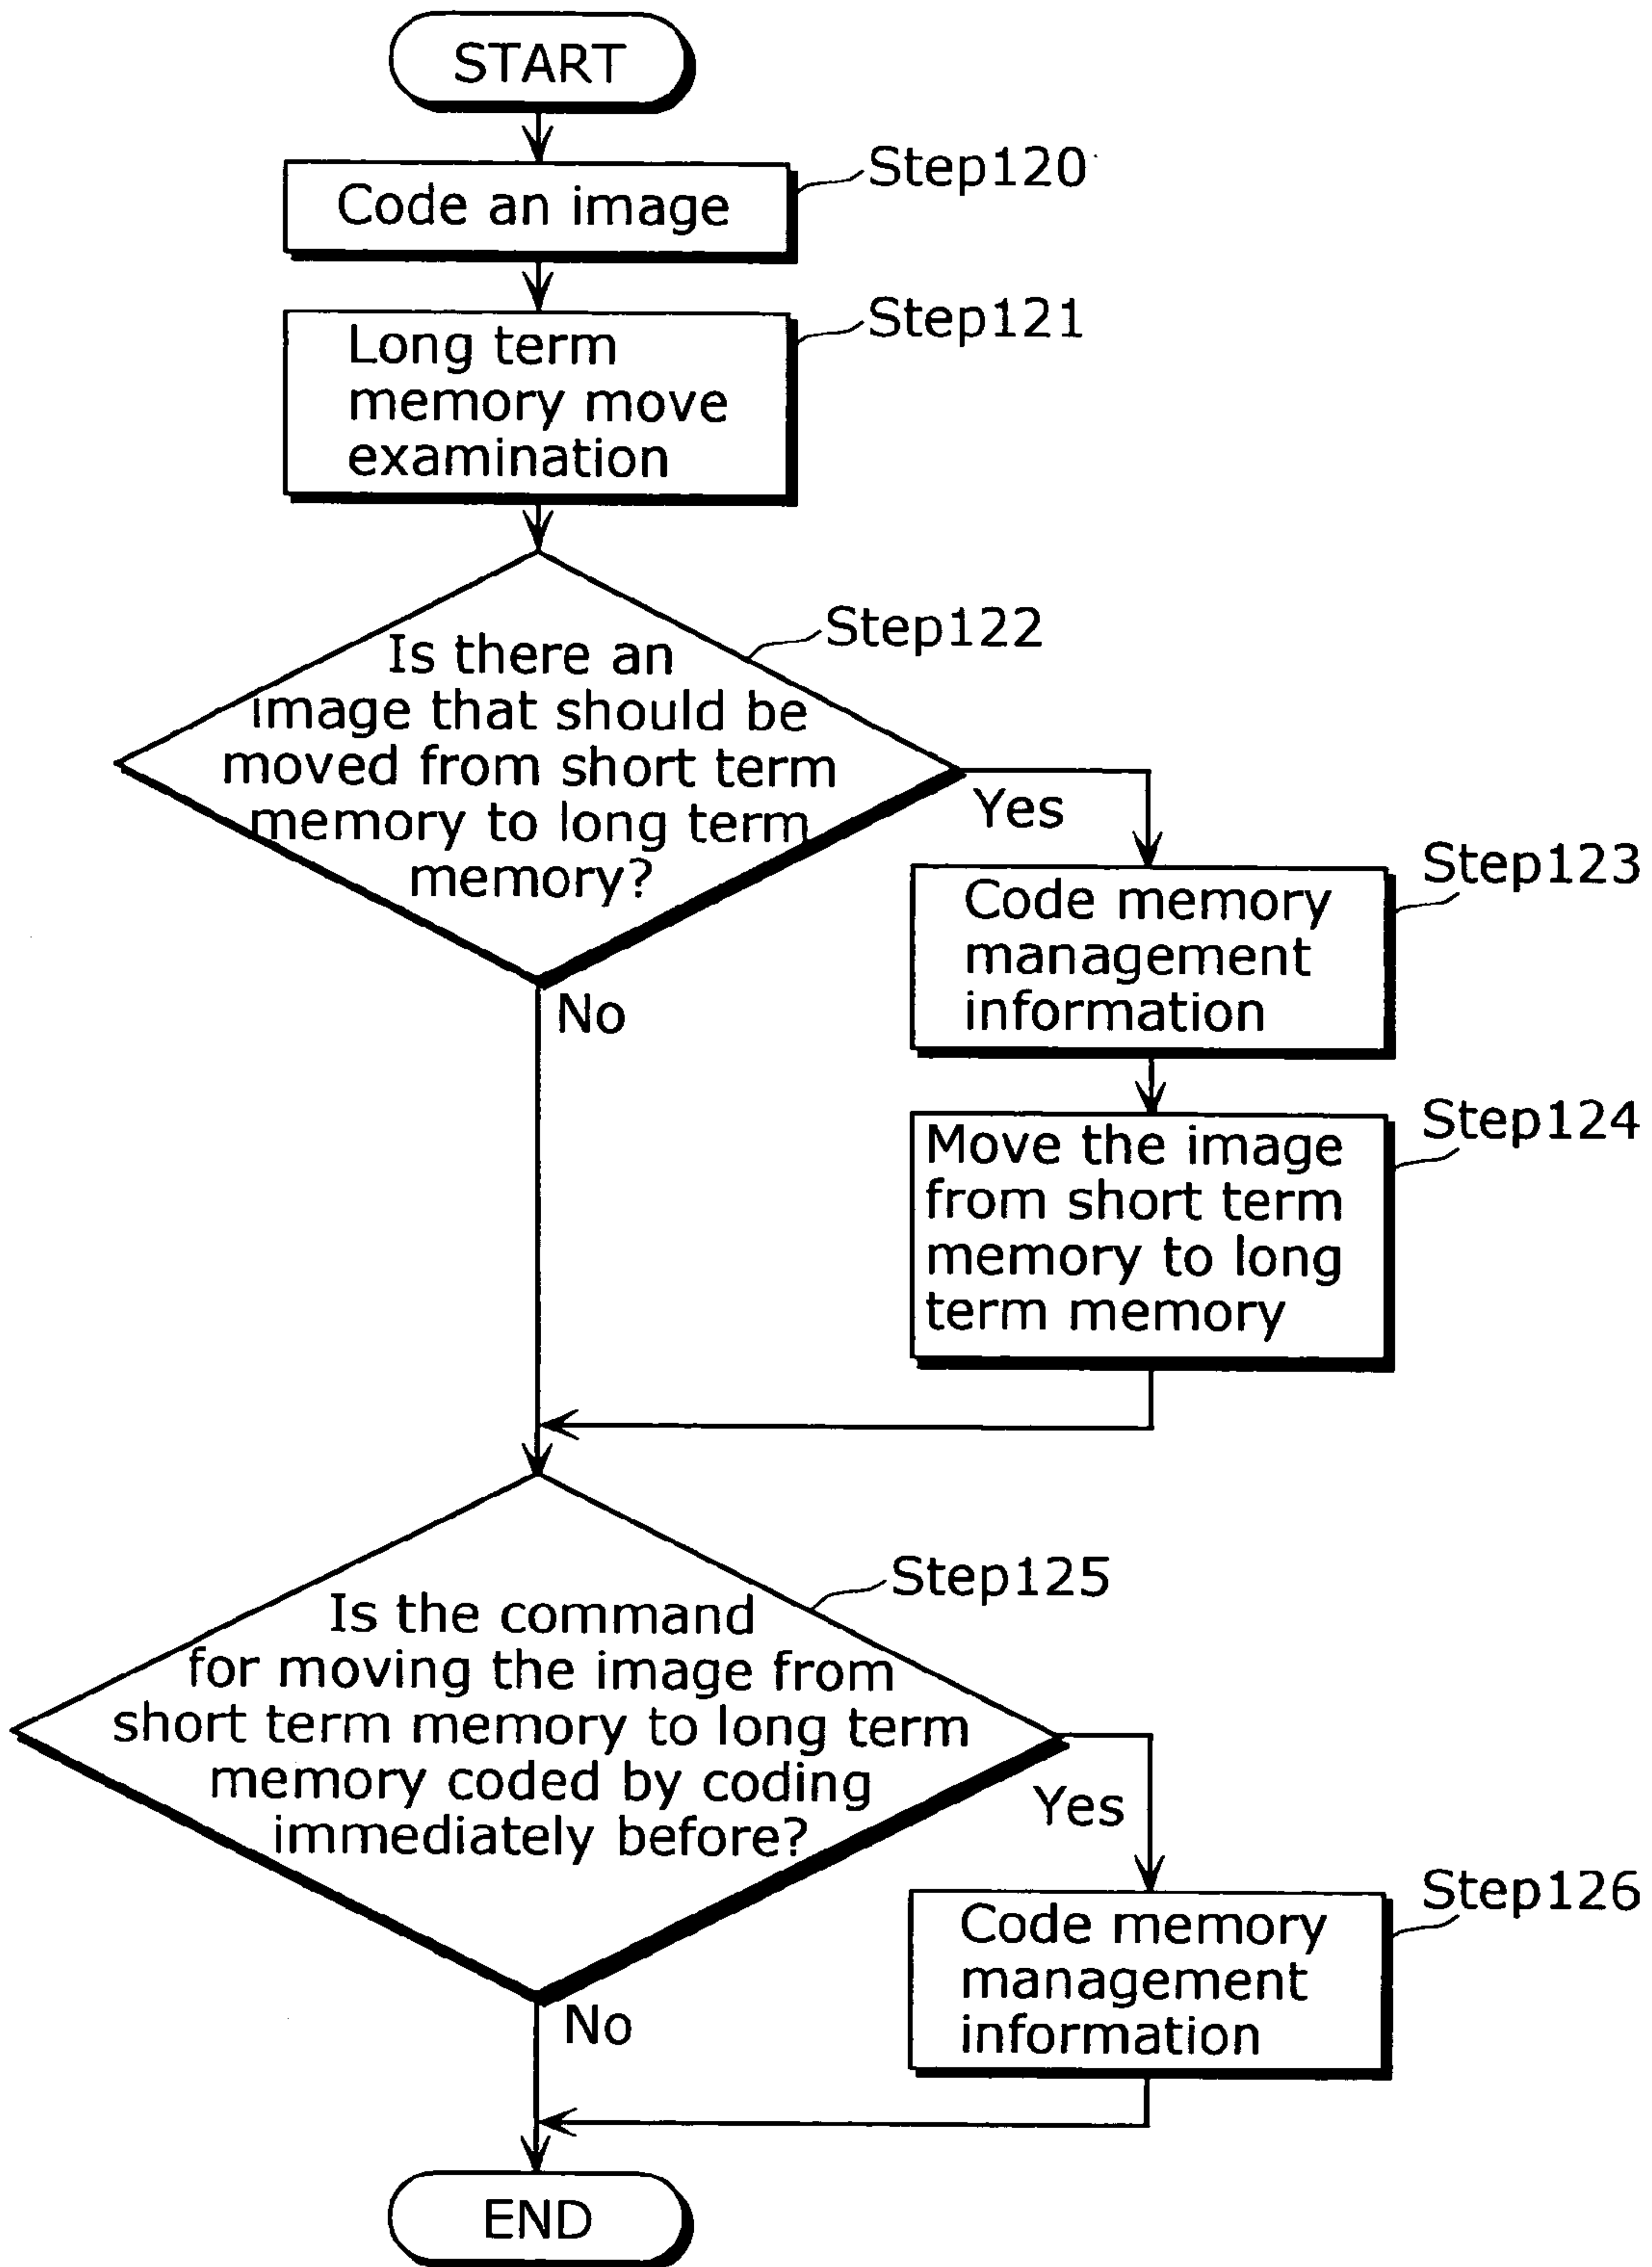 START
Step120
Code an image
Step121
Long term
memory move
examination
Step122
Is there an
image that should be
moved from short term
memory to long term
memory?
Yes
No
Step123
Code memory
management
information
Step124
Move the image
from short term
memory to long
term memory
Step125
Is the command
for moving the image from
short term memory to long term
memory coded by coding
immediately before?
Yes
No
Step126
Code memory
management
information
END